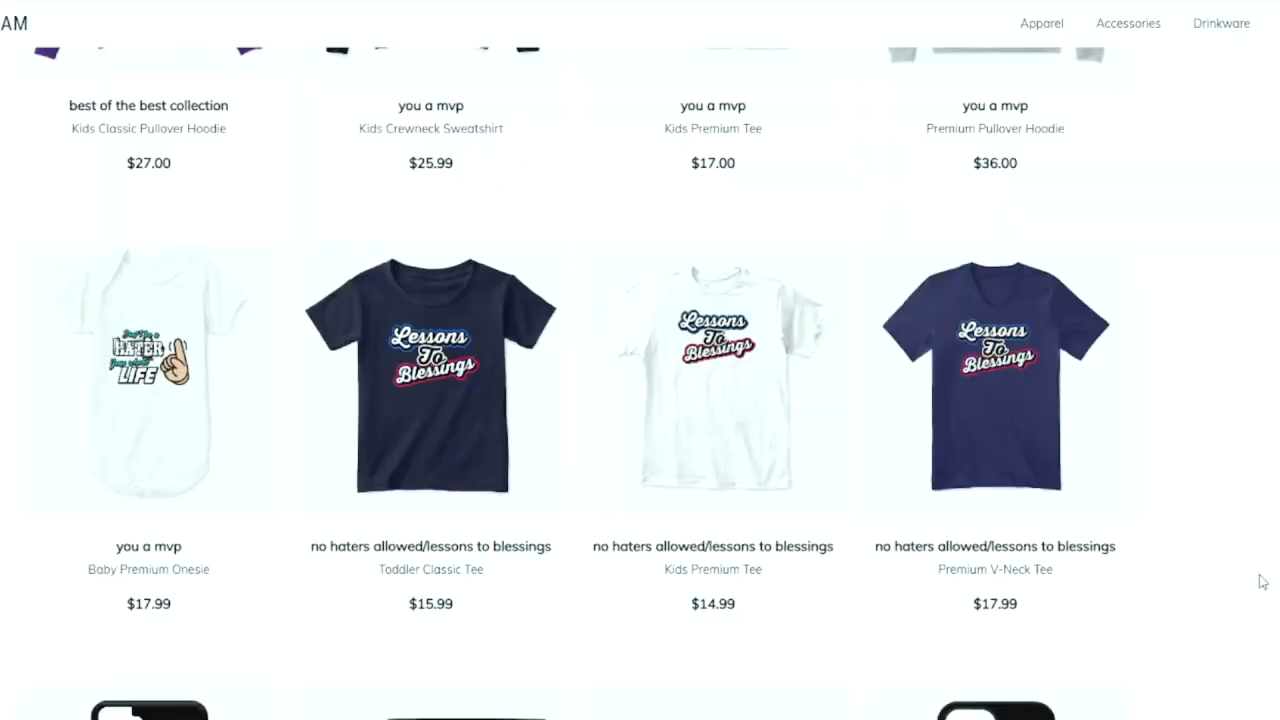 AM
Apparel
Accessories
Drinkware
best of the best collection
Kids Classic Pullover Hoodie
$27.00
you a mvp
Kids Crewneck Sweatshirt
$25.99
you a mvp
Kids Premium Tee
$17.00
you a mvp
Premium Pullover Hoodie
$36.00
HATER
LIFE
Lessons
To
Blessings
Lessons
To
Blessings
Lessons
To
Blessings
you a mvp
Baby Premium Onesie
$17.99
no haters allowed/lessons to blessings
Toddler Classic Tee
$15.99
no haters allowed/lessons to blessings
Kids Premium Tee
$14.99
no haters allowed/lessons to blessings
Premium V-Neck Tee
$17.99